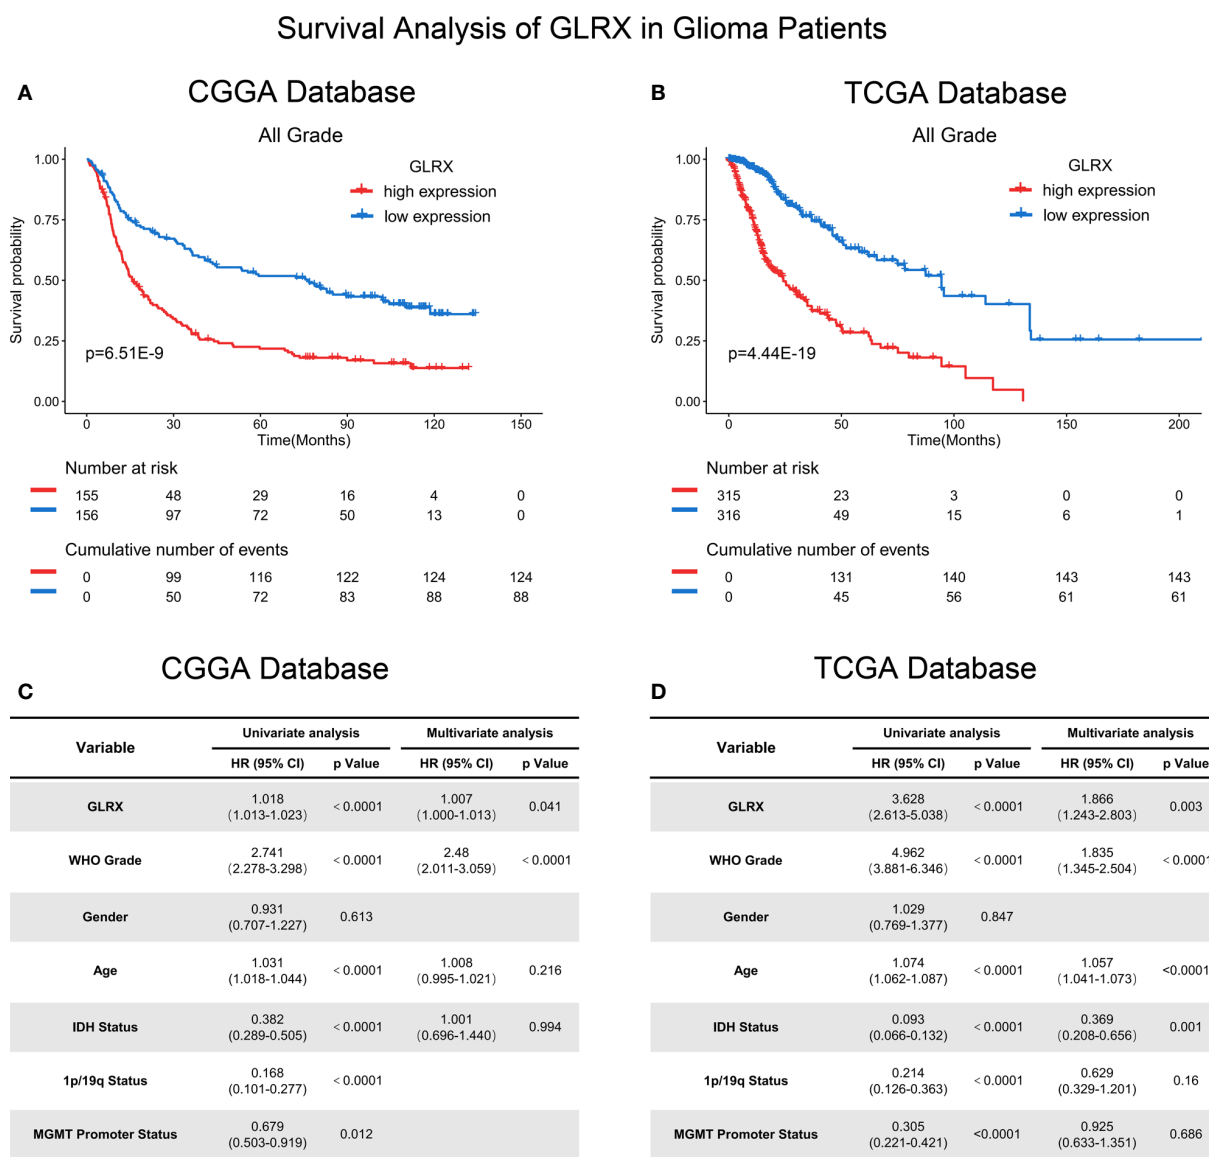 Survival Analysis of GLRX in Glioma Patients
A
CGGA Database
All Grade
GLRX
high expression
low expression
1.00
0.75
0.50
0.25
0.00
Survival probability
p=6.51E-9
0 30 60 90 120 150
Time(Months)
Number at risk
155 48 29 16 4 0
156 97 72 50 13 0
Cumulative number of events
0 99 116 122 124 124
0 50 72 83 88 88
B
TCGA Database
All Grade
GLRX
high expression
low expression
1.00
0.75
0.50
0.25
0.00
Survival probability
p=4.44E-19
0 50 100 150 200
Time(Months)
Number at risk
315 23 3 0 0
316 49 15 6 1
Cumulative number of events
0 131 140 143 143
0 45 56 61 61
C
CGGA Database
Variable Univariate analysis Multivariate analysis
HR (95% CI) p Value HR (95% CI) p Value
GLRX 1.018 (1.013-1.023) < 0.0001 1.007 (1.000-1.013) 0.041
WHO Grade 2.741 (2.278-3.298) < 0.0001 2.48 (2.011-3.059) < 0.0001
Gender 0.931 (0.707-1.227) 0.613
Age 1.031 (1.018-1.044) < 0.0001 1.008 (0.995-1.021) 0.216
IDH Status 0.382 (0.289-0.505) < 0.0001 1.001 (0.696-1.440) 0.994
1p/19q Status 0.168 (0.101-0.277) < 0.0001
MGMT Promoter Status 0.679 (0.503-0.919) 0.012
D
TCGA Database
Variable Univariate analysis Multivariate analysis
HR (95% CI) p Value HR (95% CI) p Value
GLRX 3.628 (2.613-5.038) < 0.0001 1.866 (1.243-2.803) 0.003
WHO Grade 4.962 (3.881-6.346) < 0.0001 1.835 (1.345-2.504) < 0.0001
Gender 1.029 (0.769-1.377) 0.847
Age 1.074 (1.062-1.087) < 0.0001 1.057 (1.041-1.073) <0.0001
IDH Status 0.093 (0.066-0.132) < 0.0001 0.369 (0.208-0.656) 0.001
1p/19q Status 0.214 (0.126-0.363) < 0.0001 0.629 (0.329-1.201) 0.16
MGMT Promoter Status 0.305 (0.221-0.421) <0.0001 0.925 (0.633-1.351) 0.686